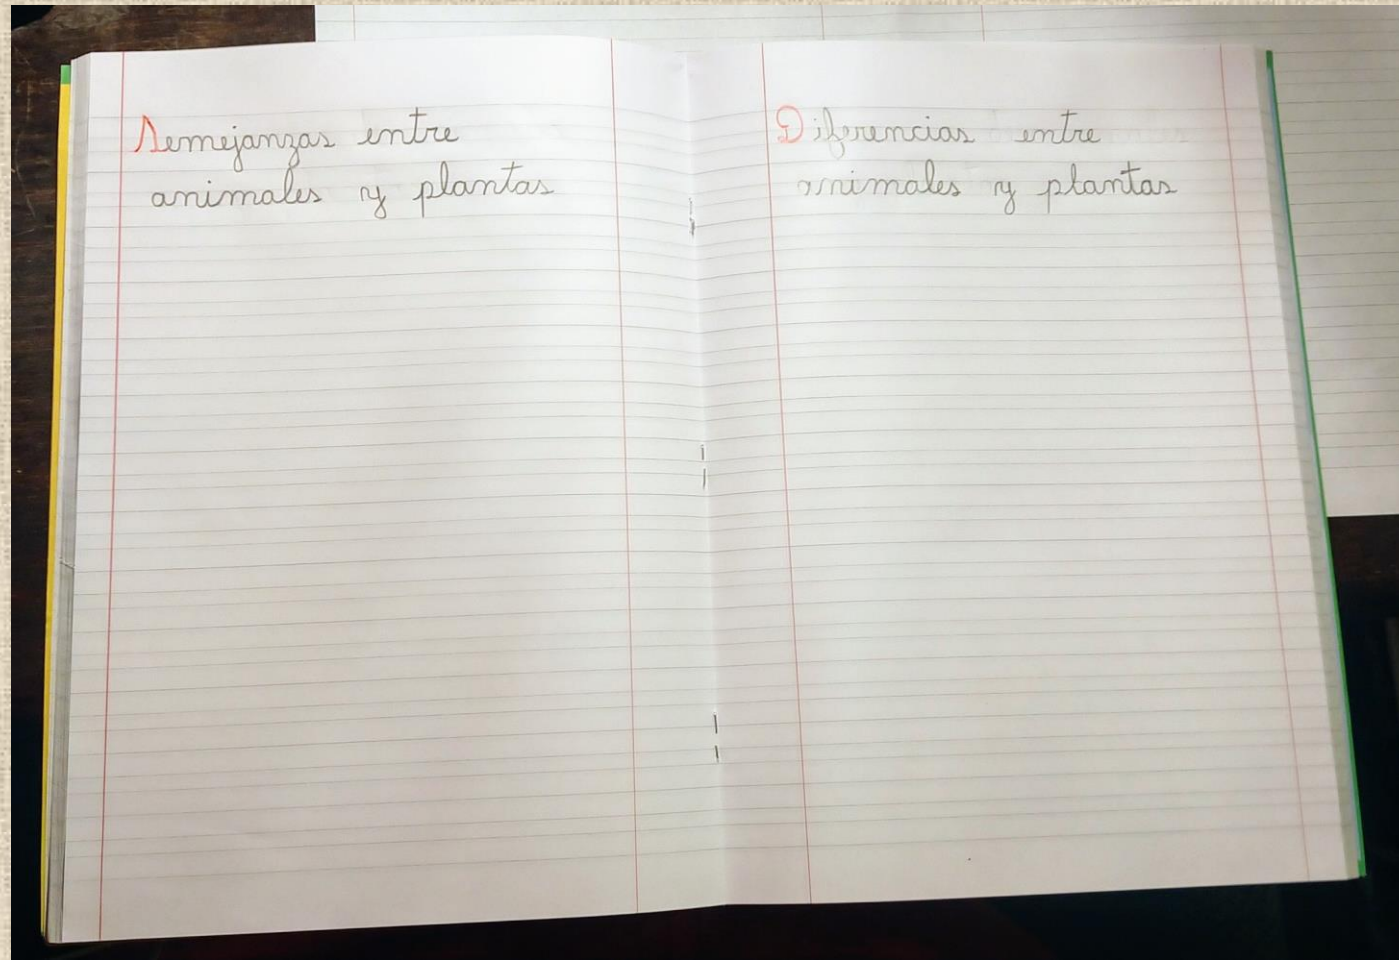 Semejanzas entre
animales y plantas
Diferencias entre
animales y plantas